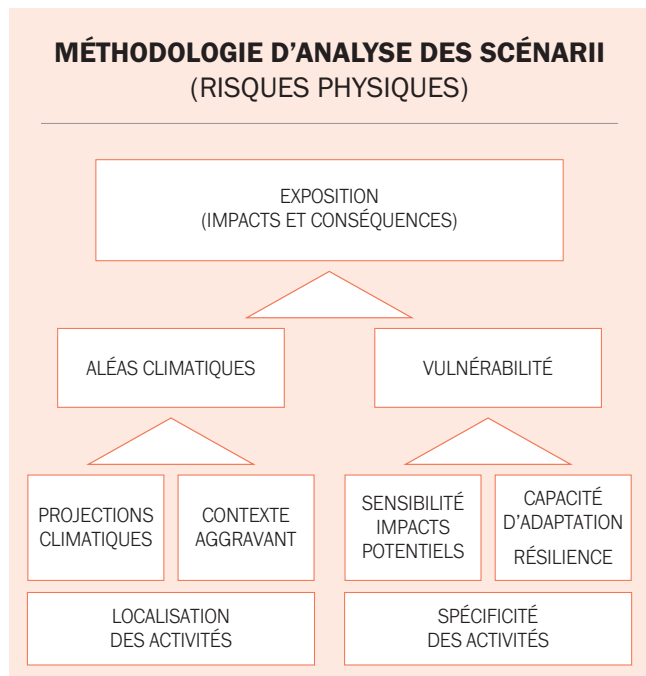 MÉTHODOLOGIE D'ANALYSE DES SCÉNARII
(RISQUES PHYSIQUES)
EXPOSITION
(IMPACTS ET CONSÉQUENCES)
ALÉAS CLIMATIQUES
VULNÉRABILITÉ
PROJECTIONS
CLIMATIQUES
CONTEXTE
AGGRAVANT
SENSIBILITÉ
IMPACTS
POTENTIELS
CAPACITÉ
D'ADAPTATION
RÉSILIENCE
LOCALISATION
DES ACTIVITÉS
SPÉCIFICITÉ
DES ACTIVITÉS